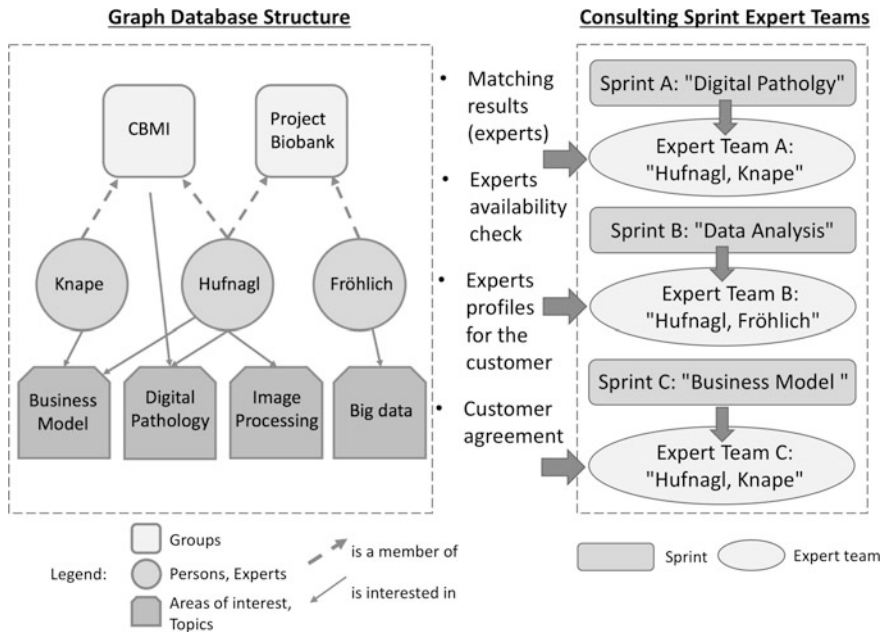 Graph Database Structure
CBMI
Project
Biobank
Knape
Hufnagl
Fröhlich
Business
Model
Digital
Pathology
Image
Processing
Big data
• Matching
results
(experts)
• Experts
availability
check
• Experts
profiles
for the
customer
• Customer
agreement
Consulting Sprint Expert Teams
Sprint A: "Digital Patholgy"
Expert Team A:
"Hufnagl, Knape"
Sprint B: "Data Analysis"
Expert Team B:
"Hufnagl, Fröhlich"
Sprint C: "Business Model "
Expert Team C:
"Hufnagl, Knape"
Legend:
Groups
Persons, Experts
Areas of interest,
Topics
is a member of
is interested in
Sprint
Expert team